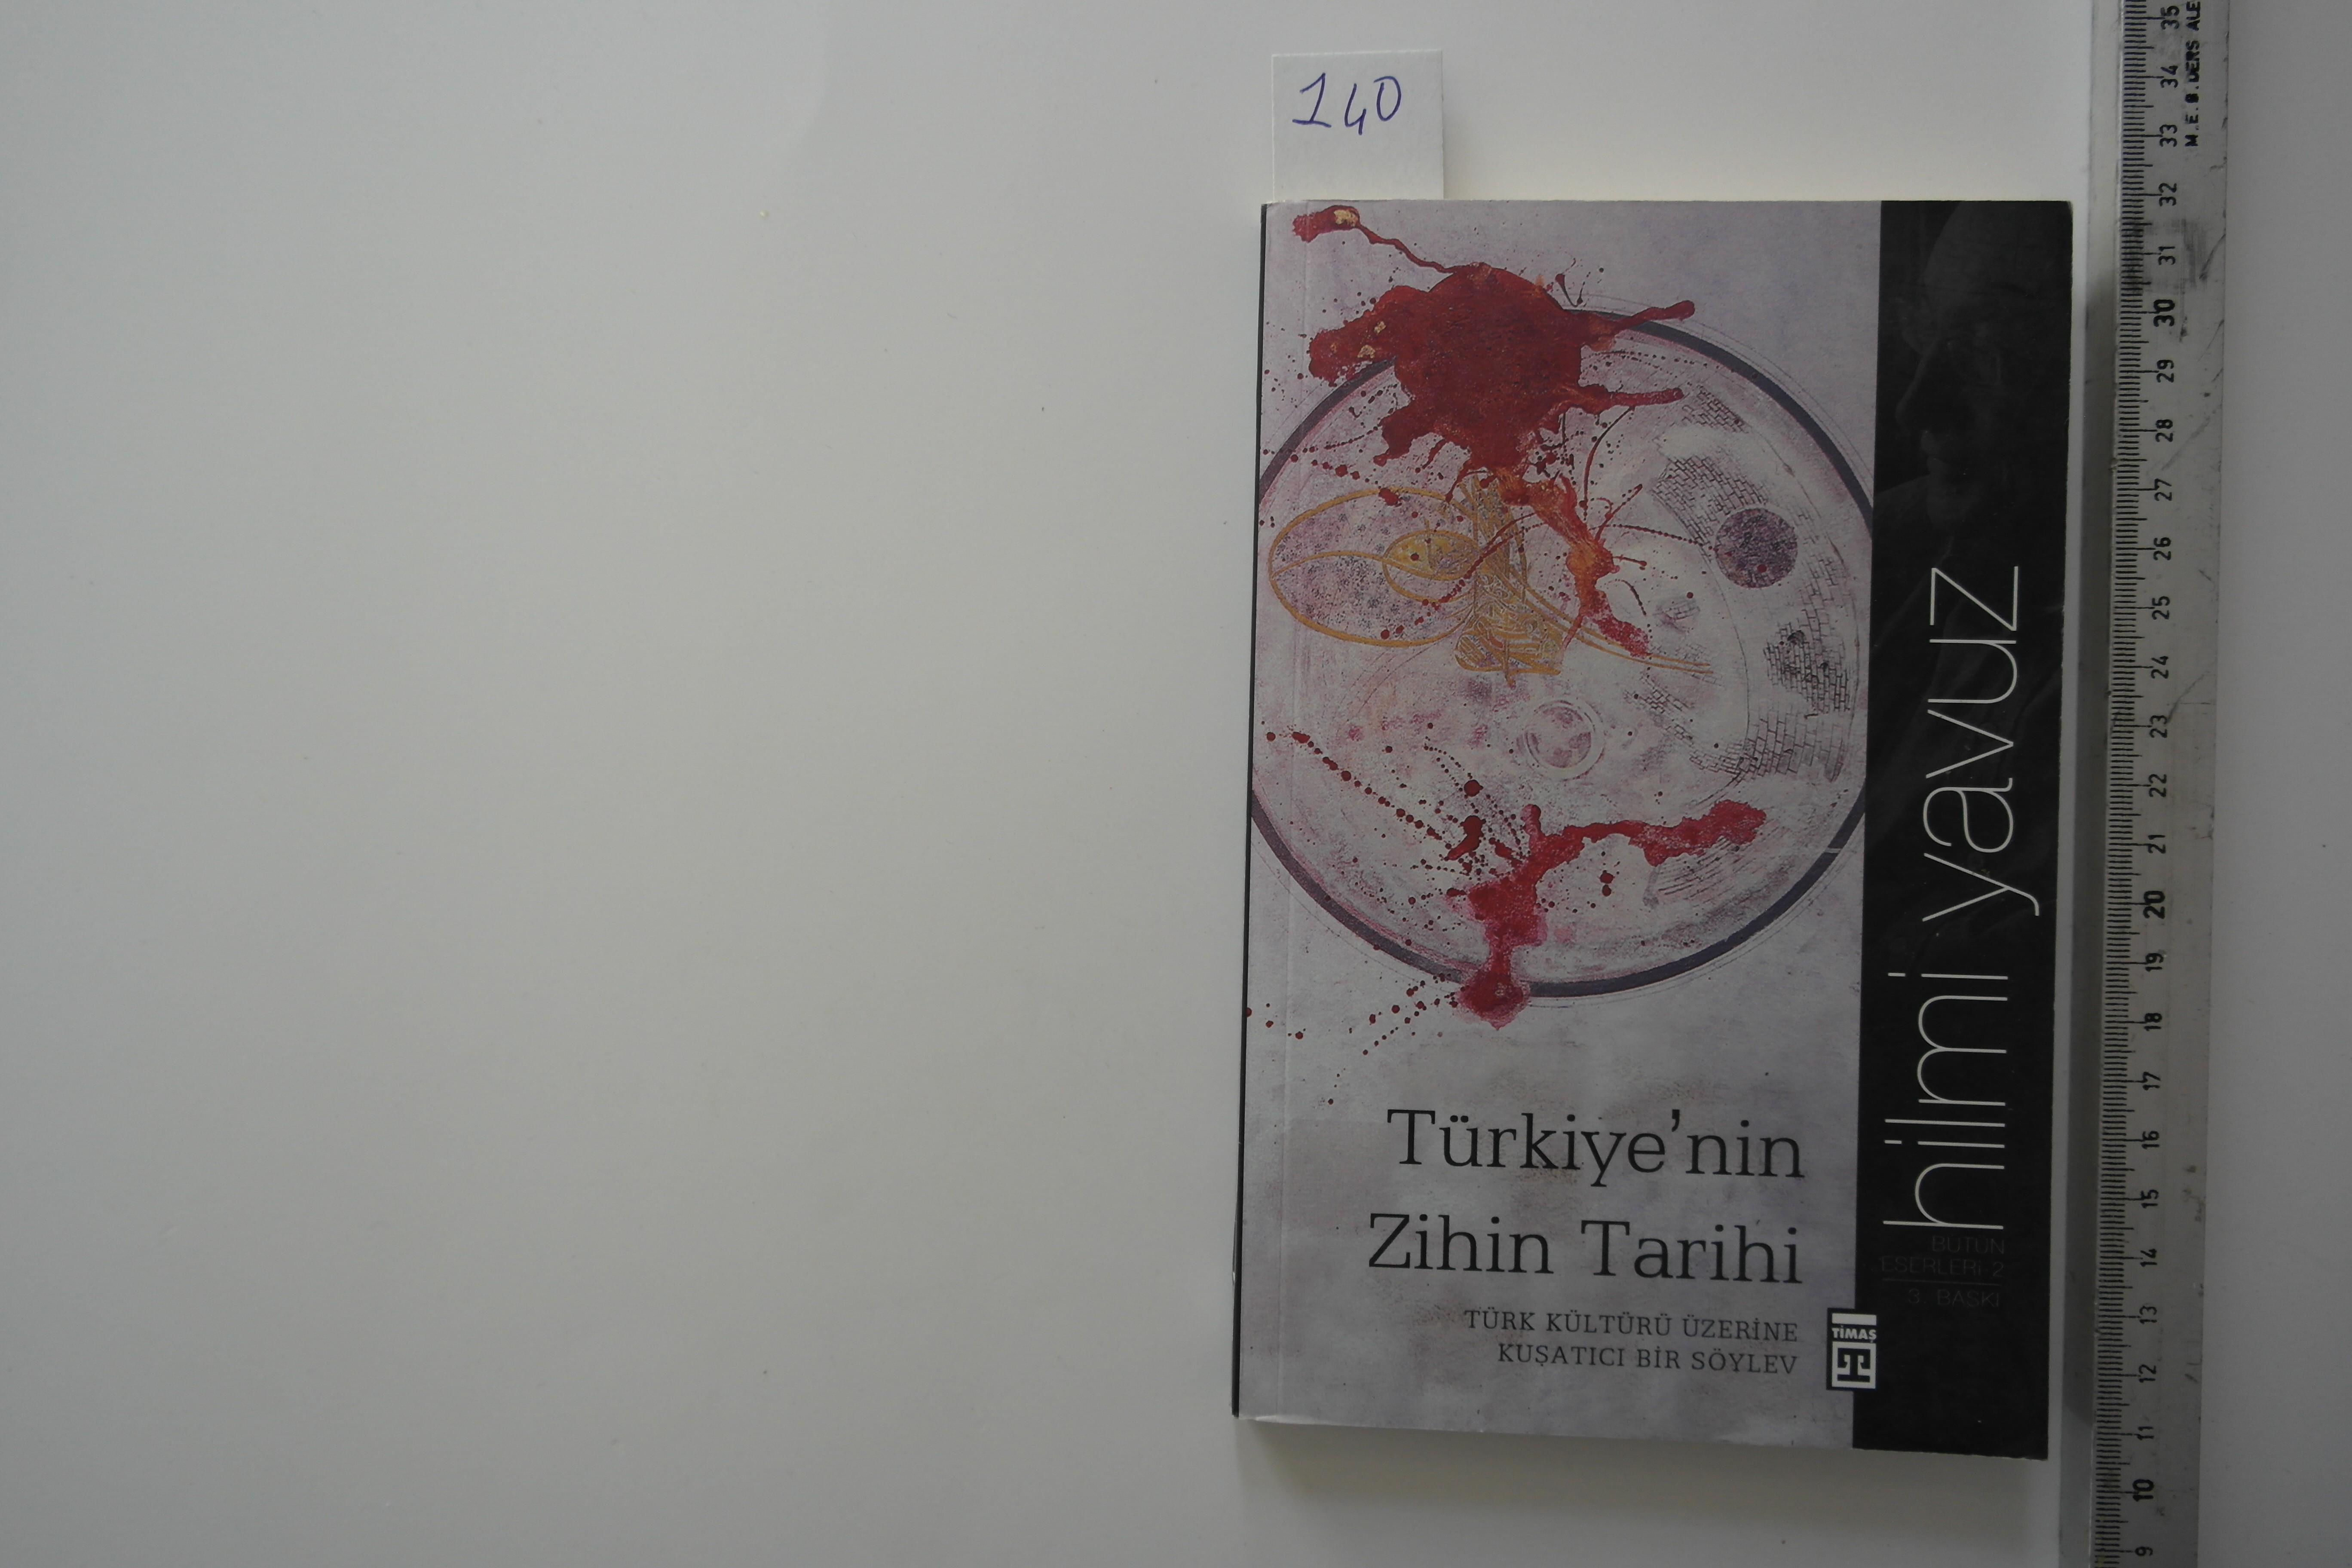 140
Türkiye'nin
Zihin Tarihi
TÜRK KÜLTÜRÜ ÜZERİNE
KUŞATICI BİR SÖYLEV
TİMAŞ
hilmi yavuz
BÜTÜN
ESERLERİ 2
3. BASKI
M.E.B. DERS ALE
35
34
33
32
31
30
29
28
27
26
25
24
23
22
21
20
19
18
17
16
15
14
13
12
11
10
9